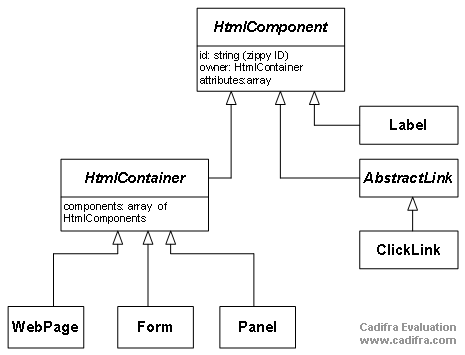 HtmlComponent
id: string (zippy ID)
owner: HtmlContainer
attributes:array
Label
HtmlContainer
components: array of
HtmlComponents
AbstractLink
ClickLink
WebPage
Form
Panel
Cadifra Evaluation
www.cadifra.com